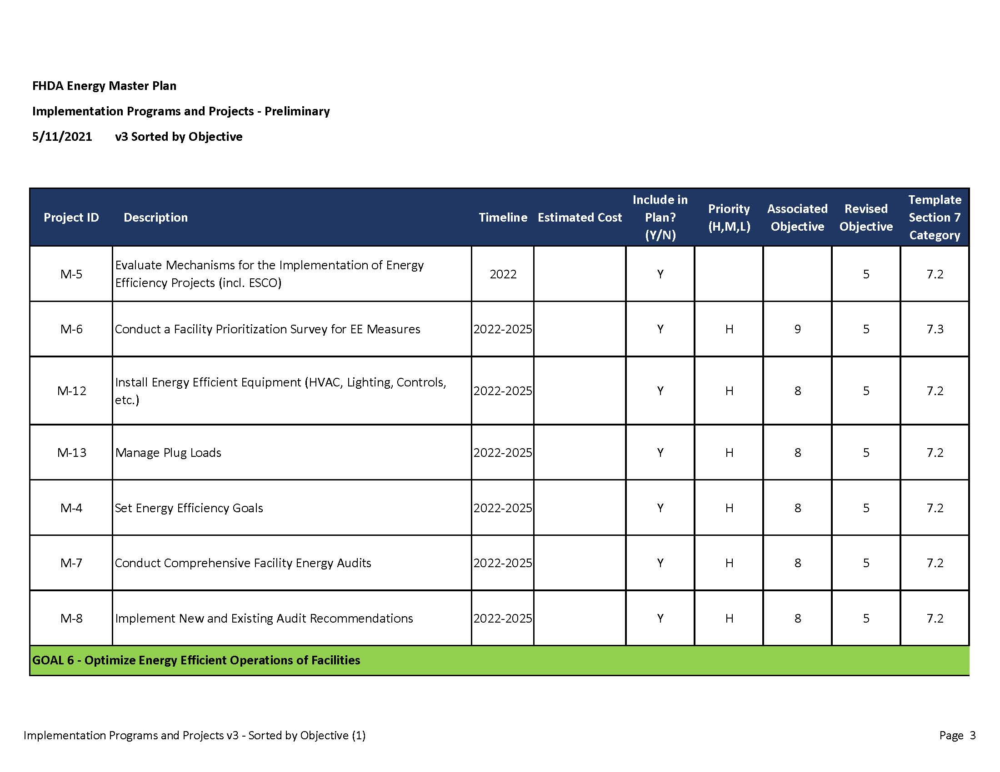 FHDA Energy Master Plan
Implementation Programs and Projects - Preliminary
5/11/2021 v3 Sorted by Objective
Project ID Description Timeline Estimated Cost Include in Plan? (Y/N) Priority (H,M,L) Associated Objective Revised Objective Template Section 7 Category
M-5 Evaluate Mechanisms for the Implementation of Energy Efficiency Projects (incl. ESCO) 2022 Y 5 7.2
M-6 Conduct a Facility Prioritization Survey for EE Measures 2022-2025 Y H 9 5 7.3
M-12 Install Energy Efficient Equipment (HVAC, Lighting, Controls, etc.) 2022-2025 Y H 8 5 7.2
M-13 Manage Plug Loads 2022-2025 Y H 8 5 7.2
M-4 Set Energy Efficiency Goals 2022-2025 Y H 8 5 7.2
M-7 Conduct Comprehensive Facility Energy Audits 2022-2025 Y H 8 5 7.2
M-8 Implement New and Existing Audit Recommendations 2022-2025 Y H 8 5 7.2
GOAL 6 - Optimize Energy Efficient Operations of Facilities
Implementation Programs and Projects v3 - Sorted by Objective (1) Page 3